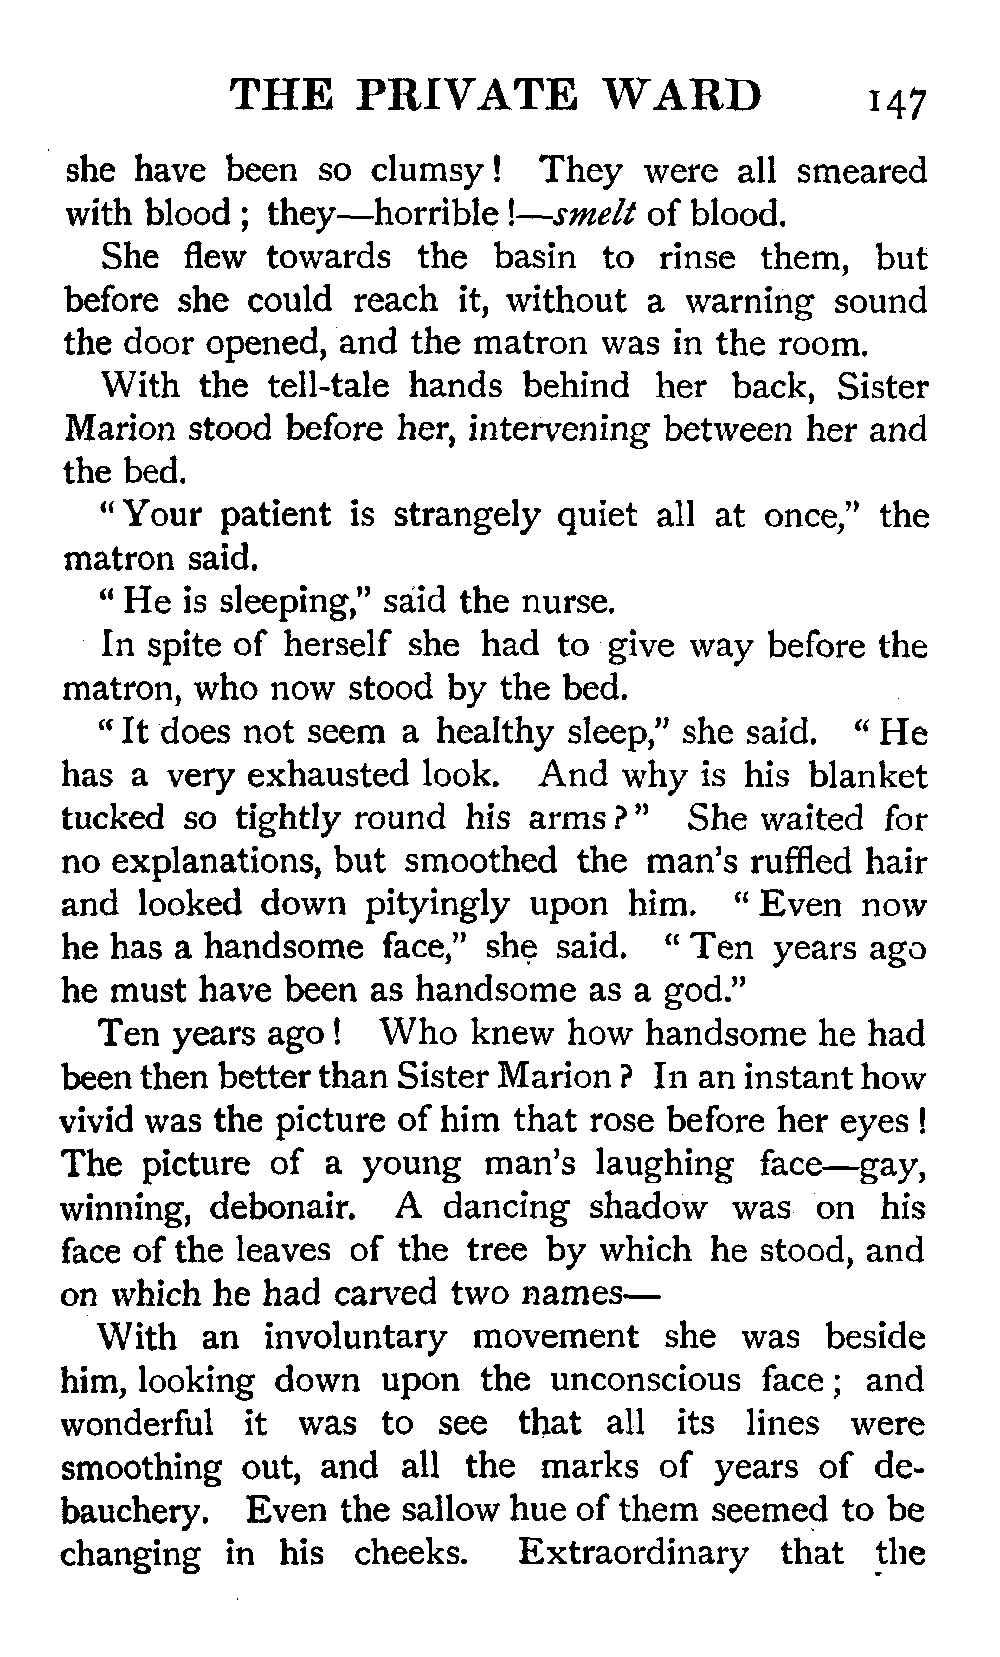 THE PRIVATE WARD 147
she have been so clumsy ! They were all smeared
with blood ; they—horrible !—smelt of blood.
She flew towards the basin to rinse them, but
before she could reach it, without a warning sound
the door opened, and the matron was in the room.
With the tell-tale hands behind her back, Sister
Marion stood before her, intervening between her and
the bed.
“ Your patient is strangely quiet all at once,” the
matron said.
“ He is sleeping,” said the nurse.
In spite of herself she had to give way before the
matron, who now stood by the bed.
“ It does not seem a healthy sleep,” she said. “ He
has a very exhausted look. And why is his blanket
tucked so tightly round his arms ? ” She waited for
no explanations, but smoothed the man’s ruffled hair
and looked down pityingly upon him. “ Even now
he has a handsome face,” she said. “ Ten years ago
he must have been as handsome as a god.”
Ten years ago ! Who knew how handsome he had
been then better than Sister Marion ? In an instant how
vivid was the picture of him that rose before her eyes !
The picture of a young man’s laughing face—gay,
winning, debonair. A dancing shadow was on his
face of the leaves of the tree by which he stood, and
on which he had carved two names—
With an involuntary movement she was beside
him, looking down upon the unconscious face ; and
wonderful it was to see that all its lines were
smoothing out, and all the marks of years of de-
bauchery. Even the sallow hue of them seemed to be
changing in his cheeks. Extraordinary that the